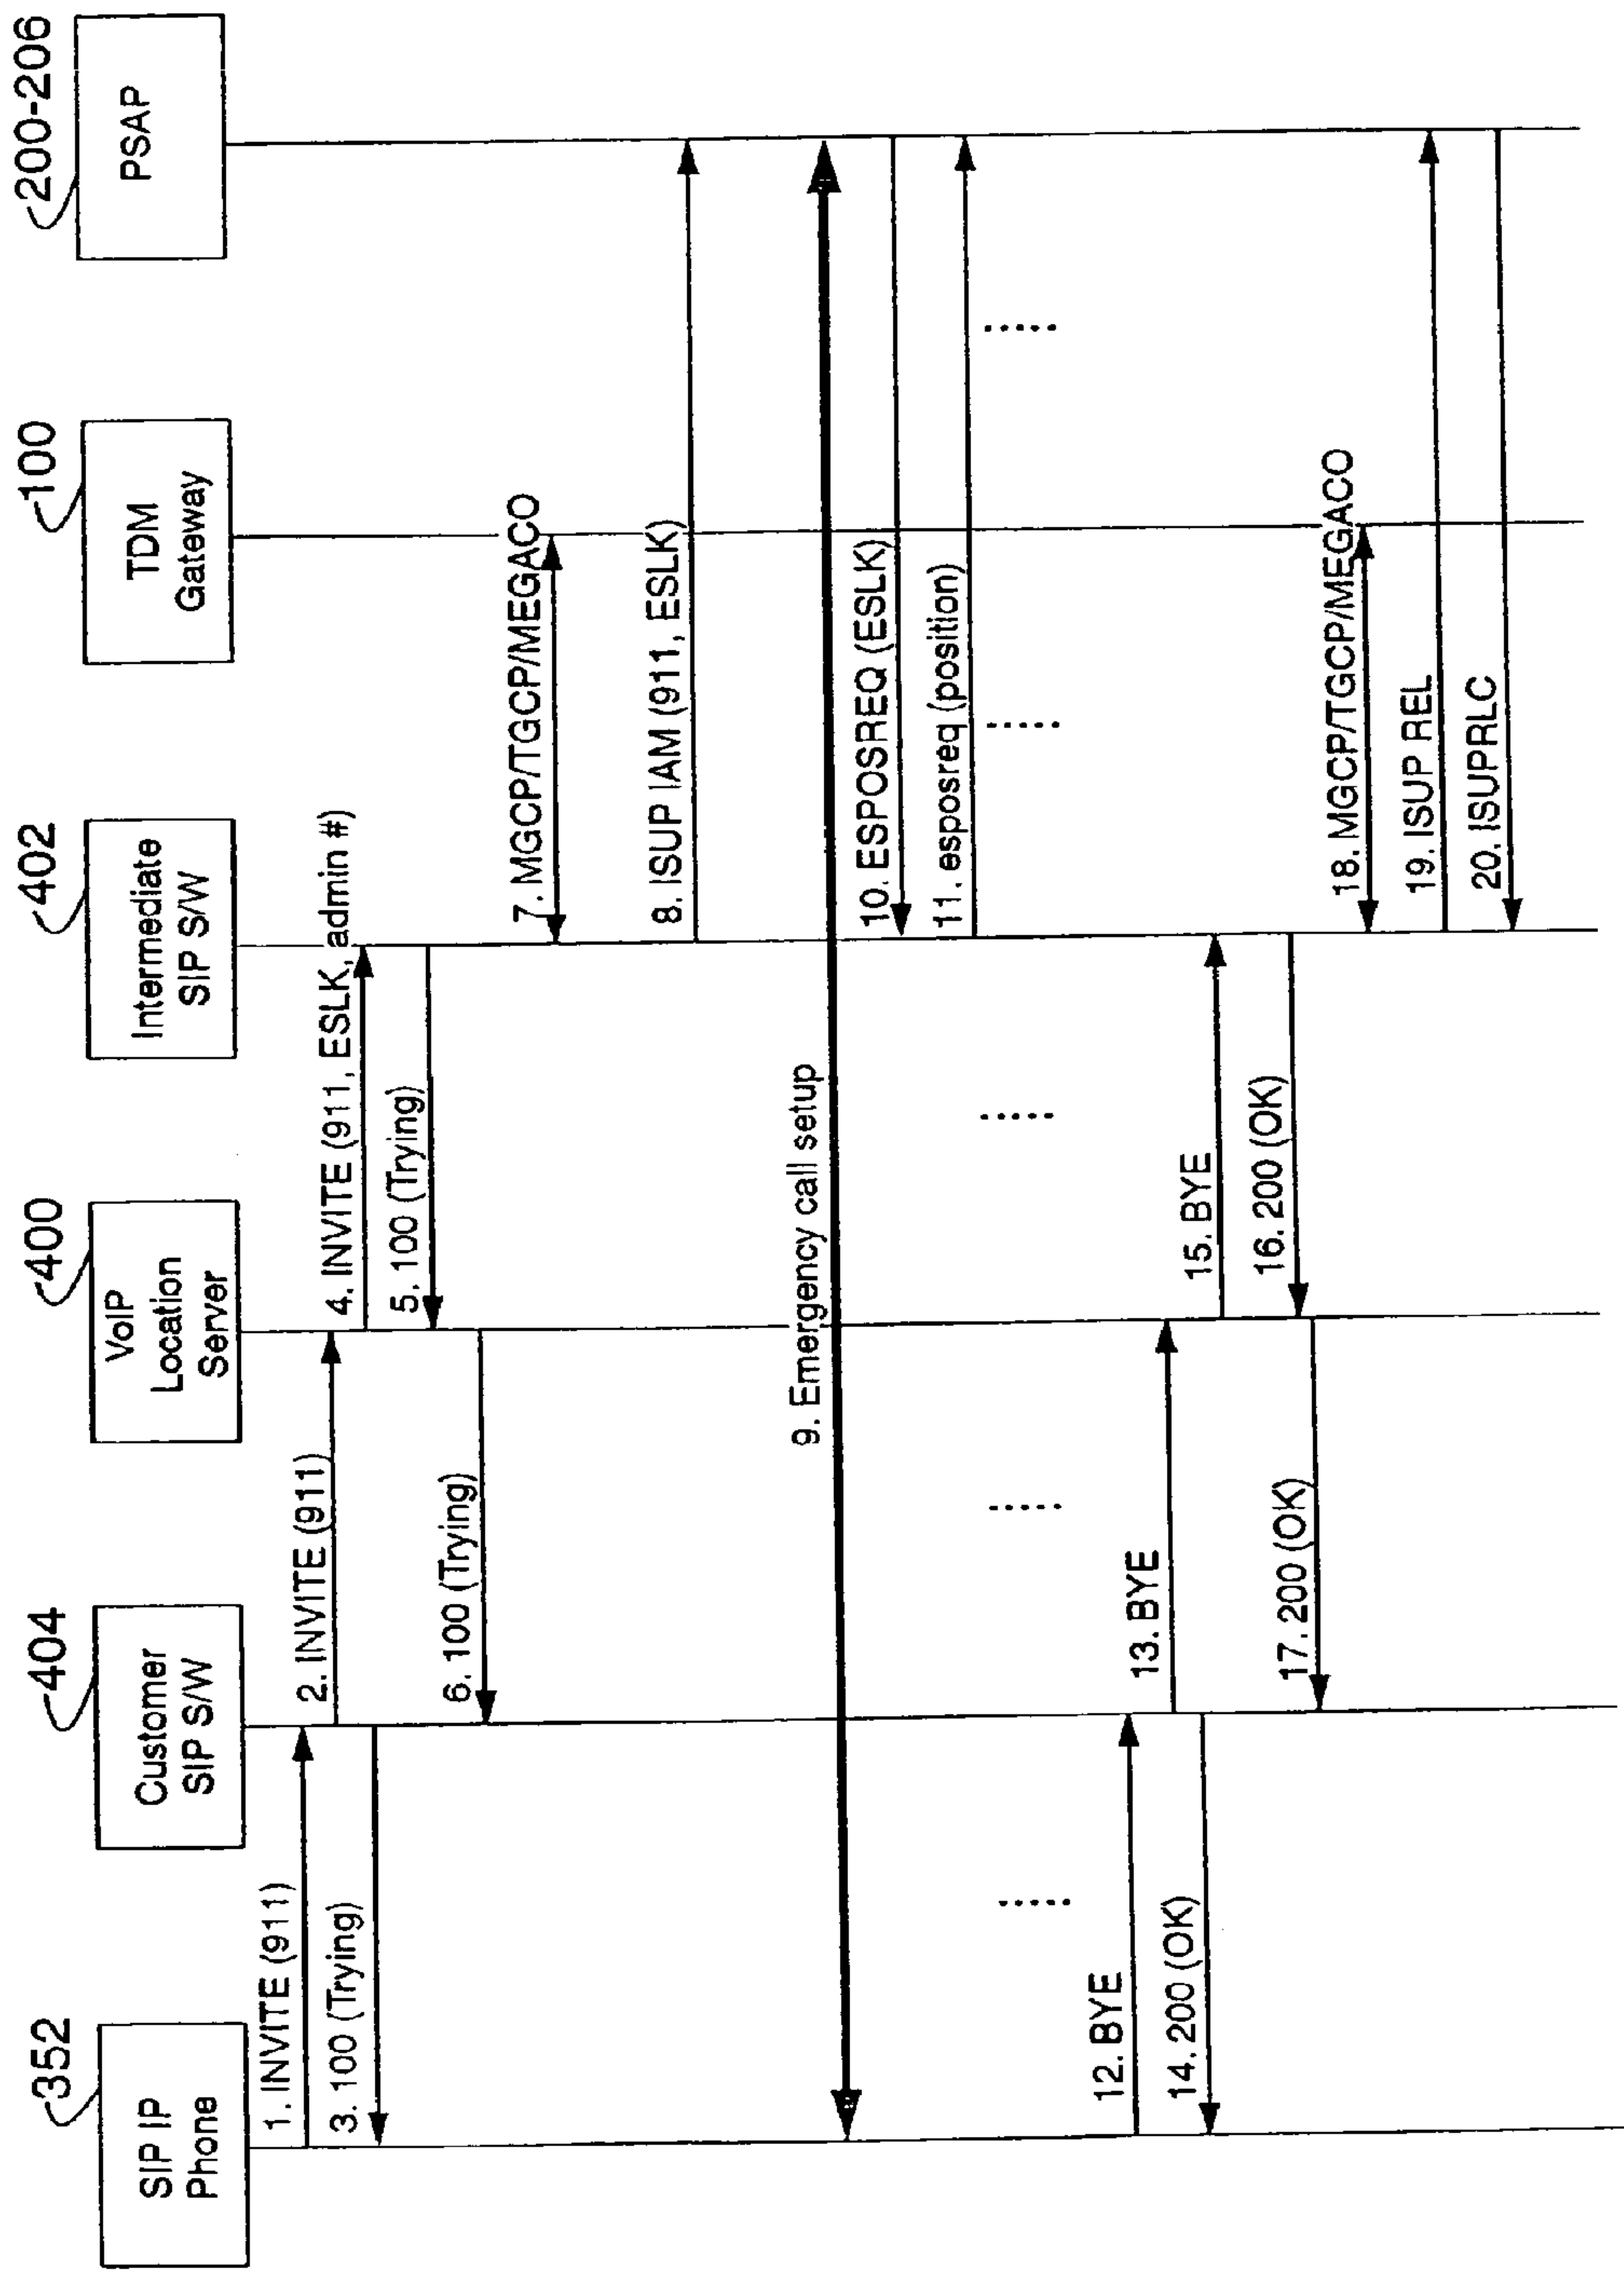 352
SIP IP
Phone
404
Customer
SIP S/W
400
VoIP
Location
Server
402
Intermediate
SIP S/W
100
TDM
Gateway
200-206
PSAP
1. INVITE (911)
2. INVITE (911)
3. 100 (Trying)
4. INVITE (911, ESLK, admin #)
5. 100 (Trying)
6. 100 (Trying)
7. MGCP/TGCP/MEGACO
8. ISUP IAM (911, ESLK)
9. Emergency call setup
10. ESPOSREQ (ESLK)
11. esposreq (position)
.....
.....
.....
.....
.....
12. BYE
13. BYE
14. 200 (OK)
15. BYE
16. 200 (OK)
17. 200 (OK)
18. MGCP/TGCP/MEGACO
19. ISUP REL
20. ISUPRLC